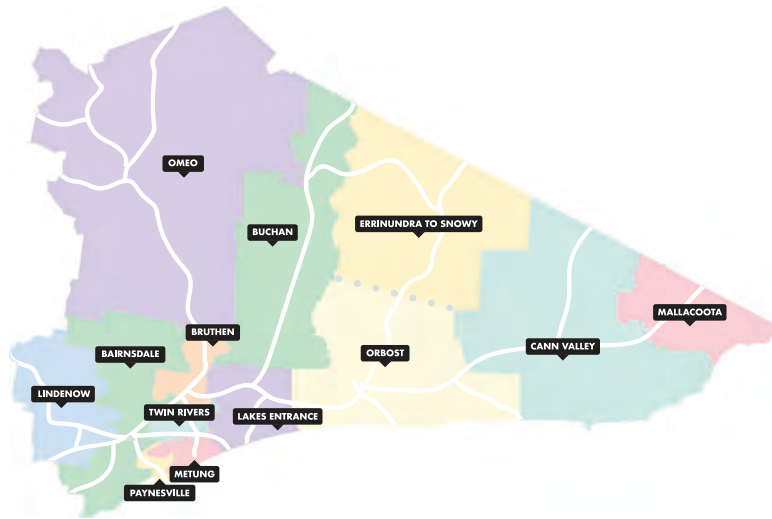 OMEO
BUCHAN
ERRINUNDRA TO SNOWY
MALLACOOTA
BRUTHEN
BAIRNSDALE
ORBOST
CANN VALLEY
LINDENOW
TWIN RIVERS
LAKES ENTRANCE
METUNG
PAYNESVILLE